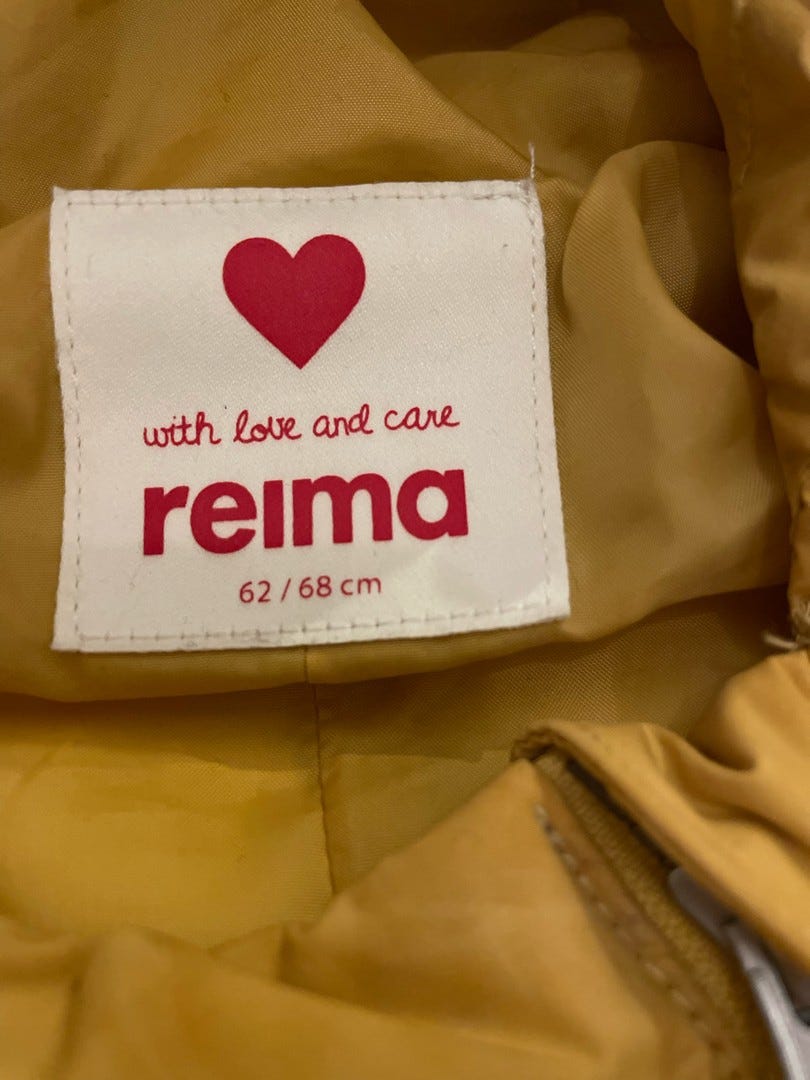 with love and care
reima
62 / 68 cm